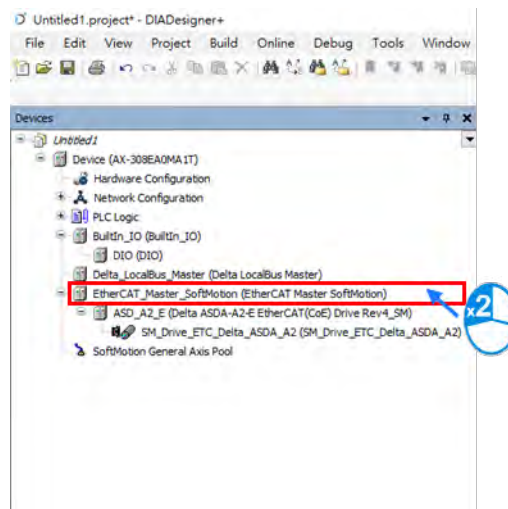 Untitled1.project* - DIADesigner+
File Edit View Project Build Online Debug Tools Window
Devices
Untitled1
Device (AX-308EA0MA1T)
Hardware Configuration
Network Configuration
PLC Logic
BuiltIn_IO (BuiltIn_IO)
DIO (DIO)
Delta_LocalBus_Master (Delta LocalBus Master)
EtherCAT_Master_SoftMotion (EtherCAT Master SoftMotion)
x2
ASD_A2_E (Delta ASDA-A2-E EtherCAT(CoE) Drive Rev4_SM)
SM_Drive_ETC_Delta_ASDA_A2 (SM_Drive_ETC_Delta_ASDA_A2)
SoftMotion General Axis Pool